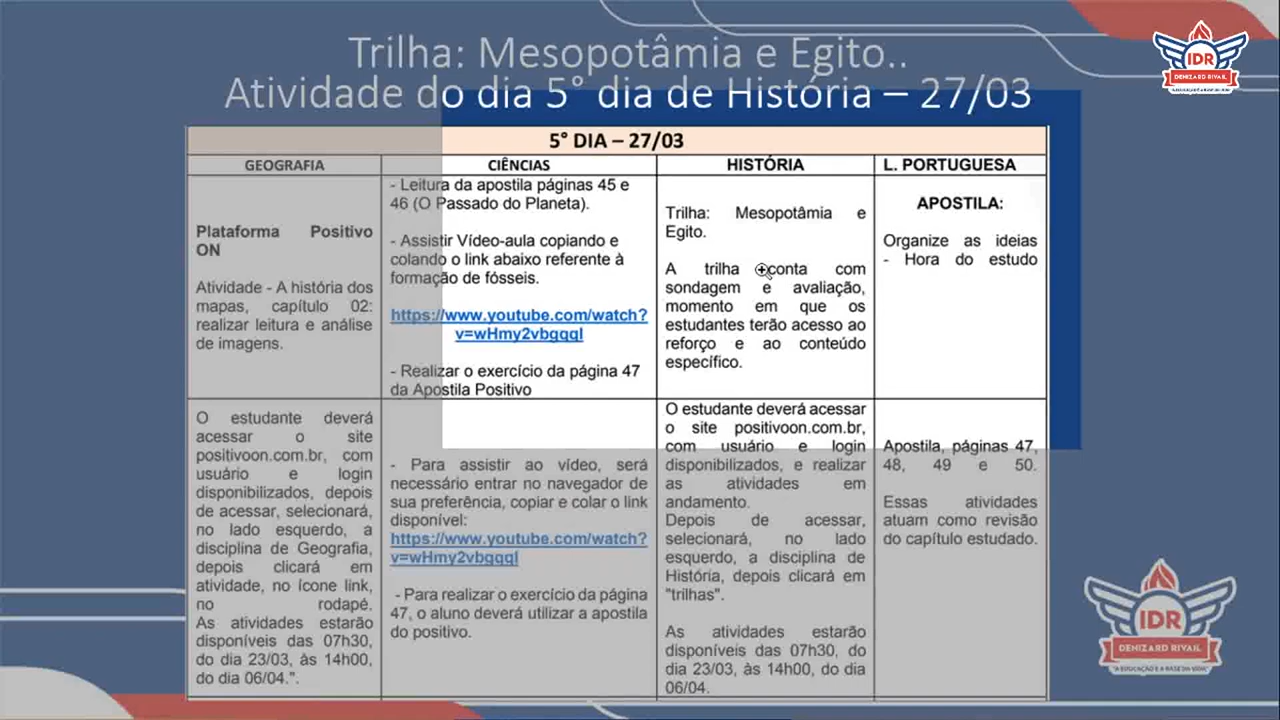 Trilha: Mesopotâmia e Egito..
Atividade do dia 5° dia de História – 27/03
IDR
DENIZARD RIVAIL
5° DIA – 27/03
GEOGRAFIA
CIÊNCIAS
HISTÓRIA
L. PORTUGUESA
Plataforma Positivo
ON
Atividade - A história dos
mapas, capítulo 02:
realizar leitura e análise
de imagens.
- Leitura da apostila páginas 45 e
46 (O Passado do Planeta).
- Assistir Vídeo-aula copiando e
colando o link abaixo referente à
formação de fósseis.
https://www.youtube.com/watch?
v=wHmy2vbgqqI
- Realizar o exercício da página 47
da Apostila Positivo
Trilha: Mesopotâmia e
Egito.
A trilha conta com
sondagem e avaliação,
momento em que os
estudantes terão acesso ao
reforço e ao conteúdo
específico.
APOSTILA:
Organize as ideias
- Hora do estudo
O estudante deverá
acessar o site
positivoon.com.br, com
usuário e login
disponibilizados, depois
de acessar, selecionará,
no lado esquerdo, a
disciplina de Geografia,
depois clicará em
atividade, no ícone link,
no rodapé.
As atividades estarão
disponíveis das 07h30,
do dia 23/03, às 14h00,
do dia 06/04.".
- Para assistir ao vídeo, será
necessário entrar no navegador de
sua preferência, copiar e colar o link
disponível:
https://www.youtube.com/watch?
v=wHmy2vbgqqI
- Para realizar o exercício da página
47, o aluno deverá utilizar a apostila
do positivo.
O estudante deverá acessar
o site positivoon.com.br,
com usuário e login
disponibilizados, e realizar
as atividades em
andamento.
Depois de acessar,
selecionará, no lado
esquerdo, a disciplina de
História, depois clicará em
"trilhas".
As atividades estarão
disponíveis das 07h30, do
dia 23/03, às 14h00, do dia
06/04.
Apostila, páginas 47,
48, 49 e 50.
Essas atividades
atuam como revisão
do capítulo estudado.
IDR
DENIZARD RIVAIL
"A EDUCAÇÃO É A BASE DA VIDA"